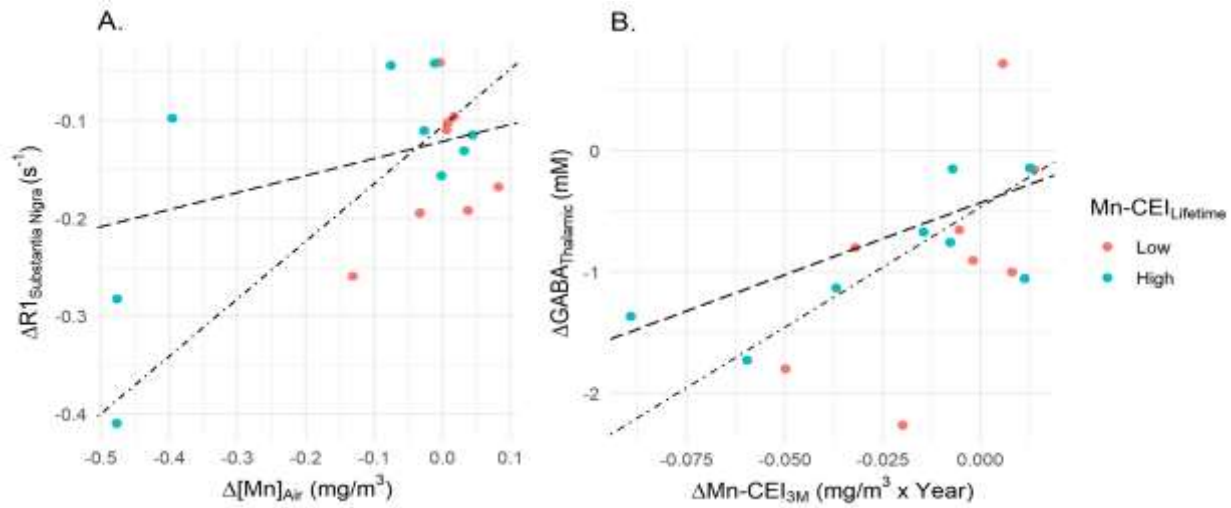 A.
ΔR1Substantia Nigra (s⁻¹)
-0.1
-0.2
-0.3
-0.4
-0.5 -0.4 -0.3 -0.2 -0.1 0.0 0.1
Δ[Mn]Air (mg/m³)
B.
ΔGABAThalamic (mM)
0
-1
-2
-0.075 -0.050 -0.025 0.000
ΔMn-CEI3M (mg/m³ x Year)
Mn-CEILifetime
Low
High